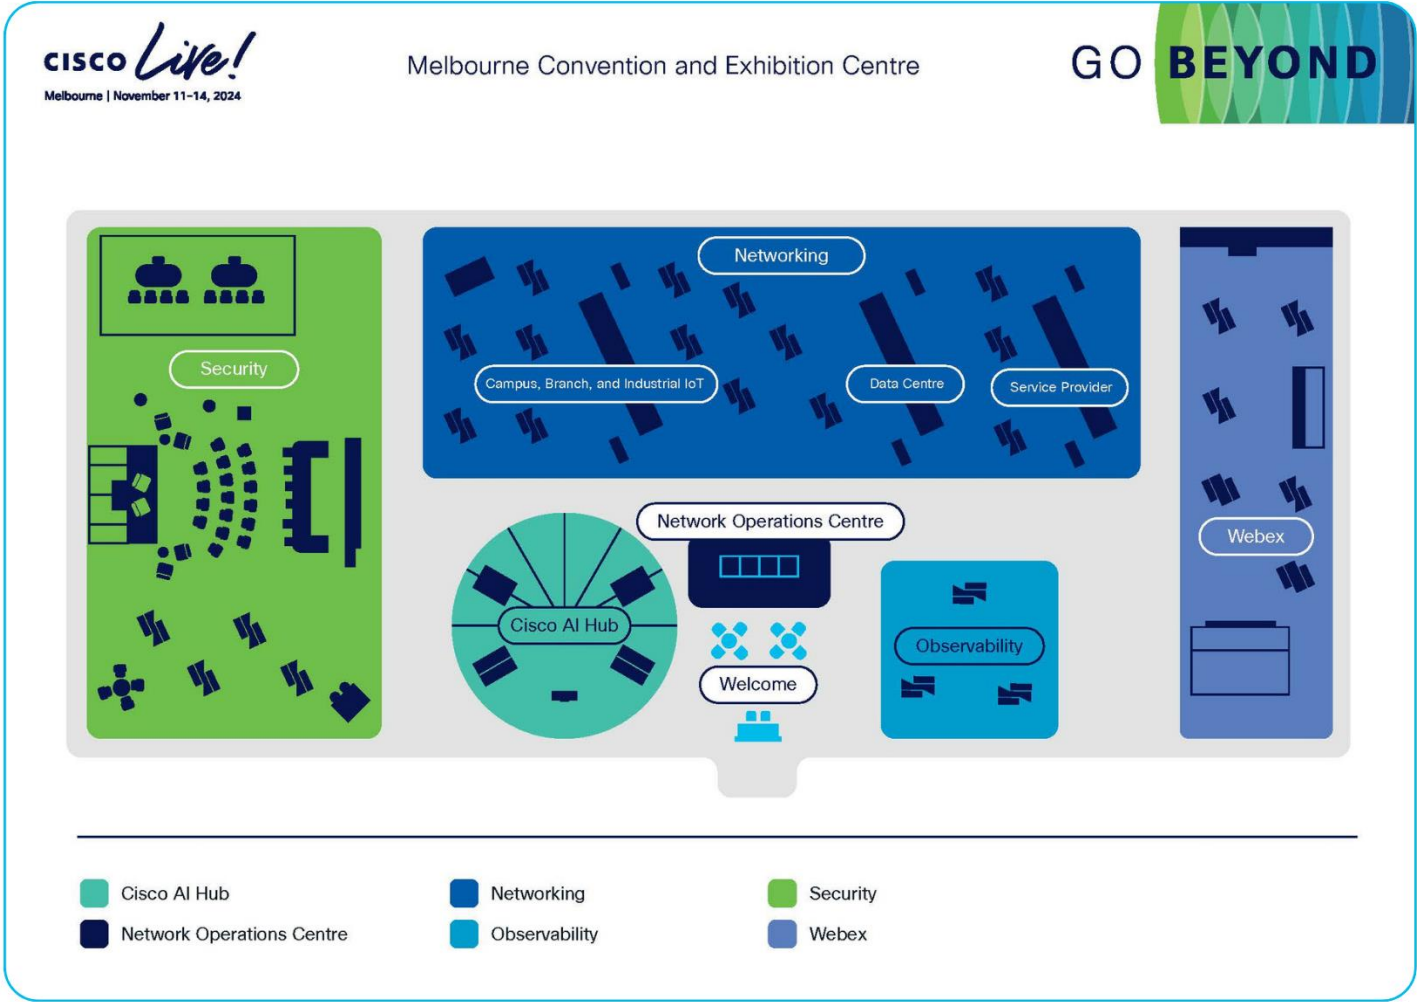 CISCO Live!
Melbourne | November 11-14, 2024
Melbourne Convention and Exhibition Centre
GO BEYOND
Networking
Security
Campus, Branch, and Industrial IoT
Data Centre
Service Provider
Network Operations Centre
Webex
Cisco AI Hub
Observability
Welcome
Cisco AI Hub
Networking
Security
Network Operations Centre
Observability
Webex